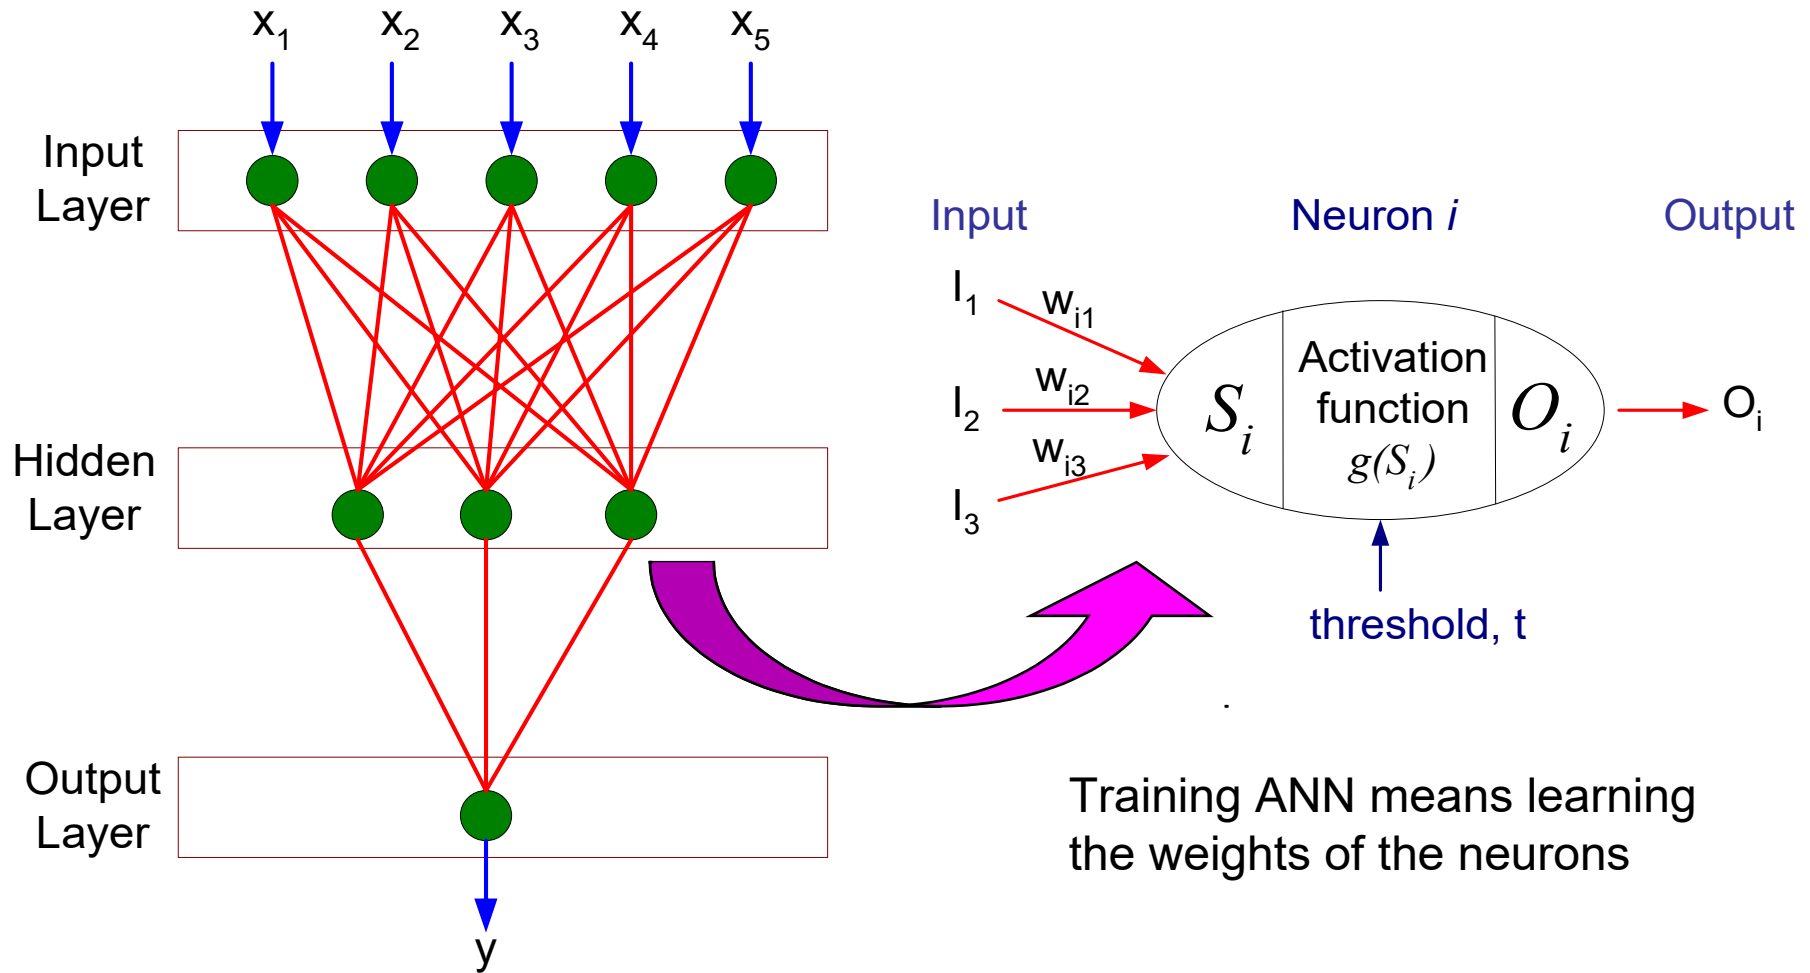 x1 x2 x3 x4 x5
Input
Layer
Hidden
Layer
Output
Layer
y
Input Neuron i Output
I1
wi1
I2
wi2
I3
wi3
Si
Activation
function
g(Si)
Oi
Oi
threshold, t
.
Training ANN means learning
the weights of the neurons